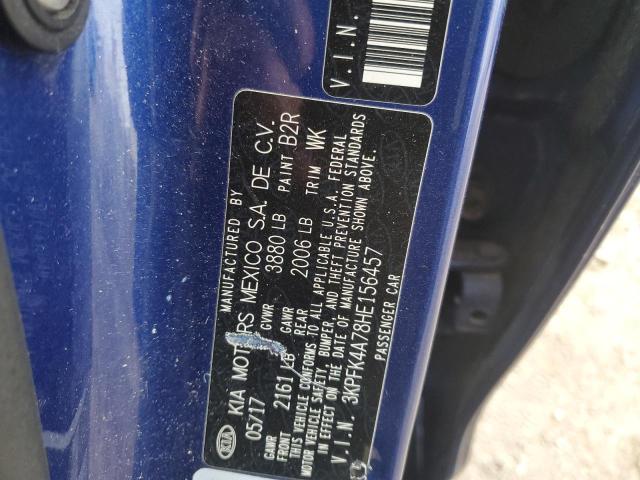 V.I.N.
MANUFACTURED BY
KIA MOTORS MEXICO S.A. DE C.V.
GVWR PAINT B2R
05/17 3880 LB
GAWR GAWR TRIM WK
FRONT 2161 LB REAR 2006 LB
THIS VEHICLE CONFORMS TO ALL APPLICABLE U.S.A. FEDERAL
MOTOR VEHICLE SAFETY, BUMPER, AND THEFT PREVENTION STANDARDS
IN EFFECT ON THE DATE OF MANUFACTURE SHOWN ABOVE.
V.I.N. 3KPFK4A78HE156457
PASSENGER CAR
KIA